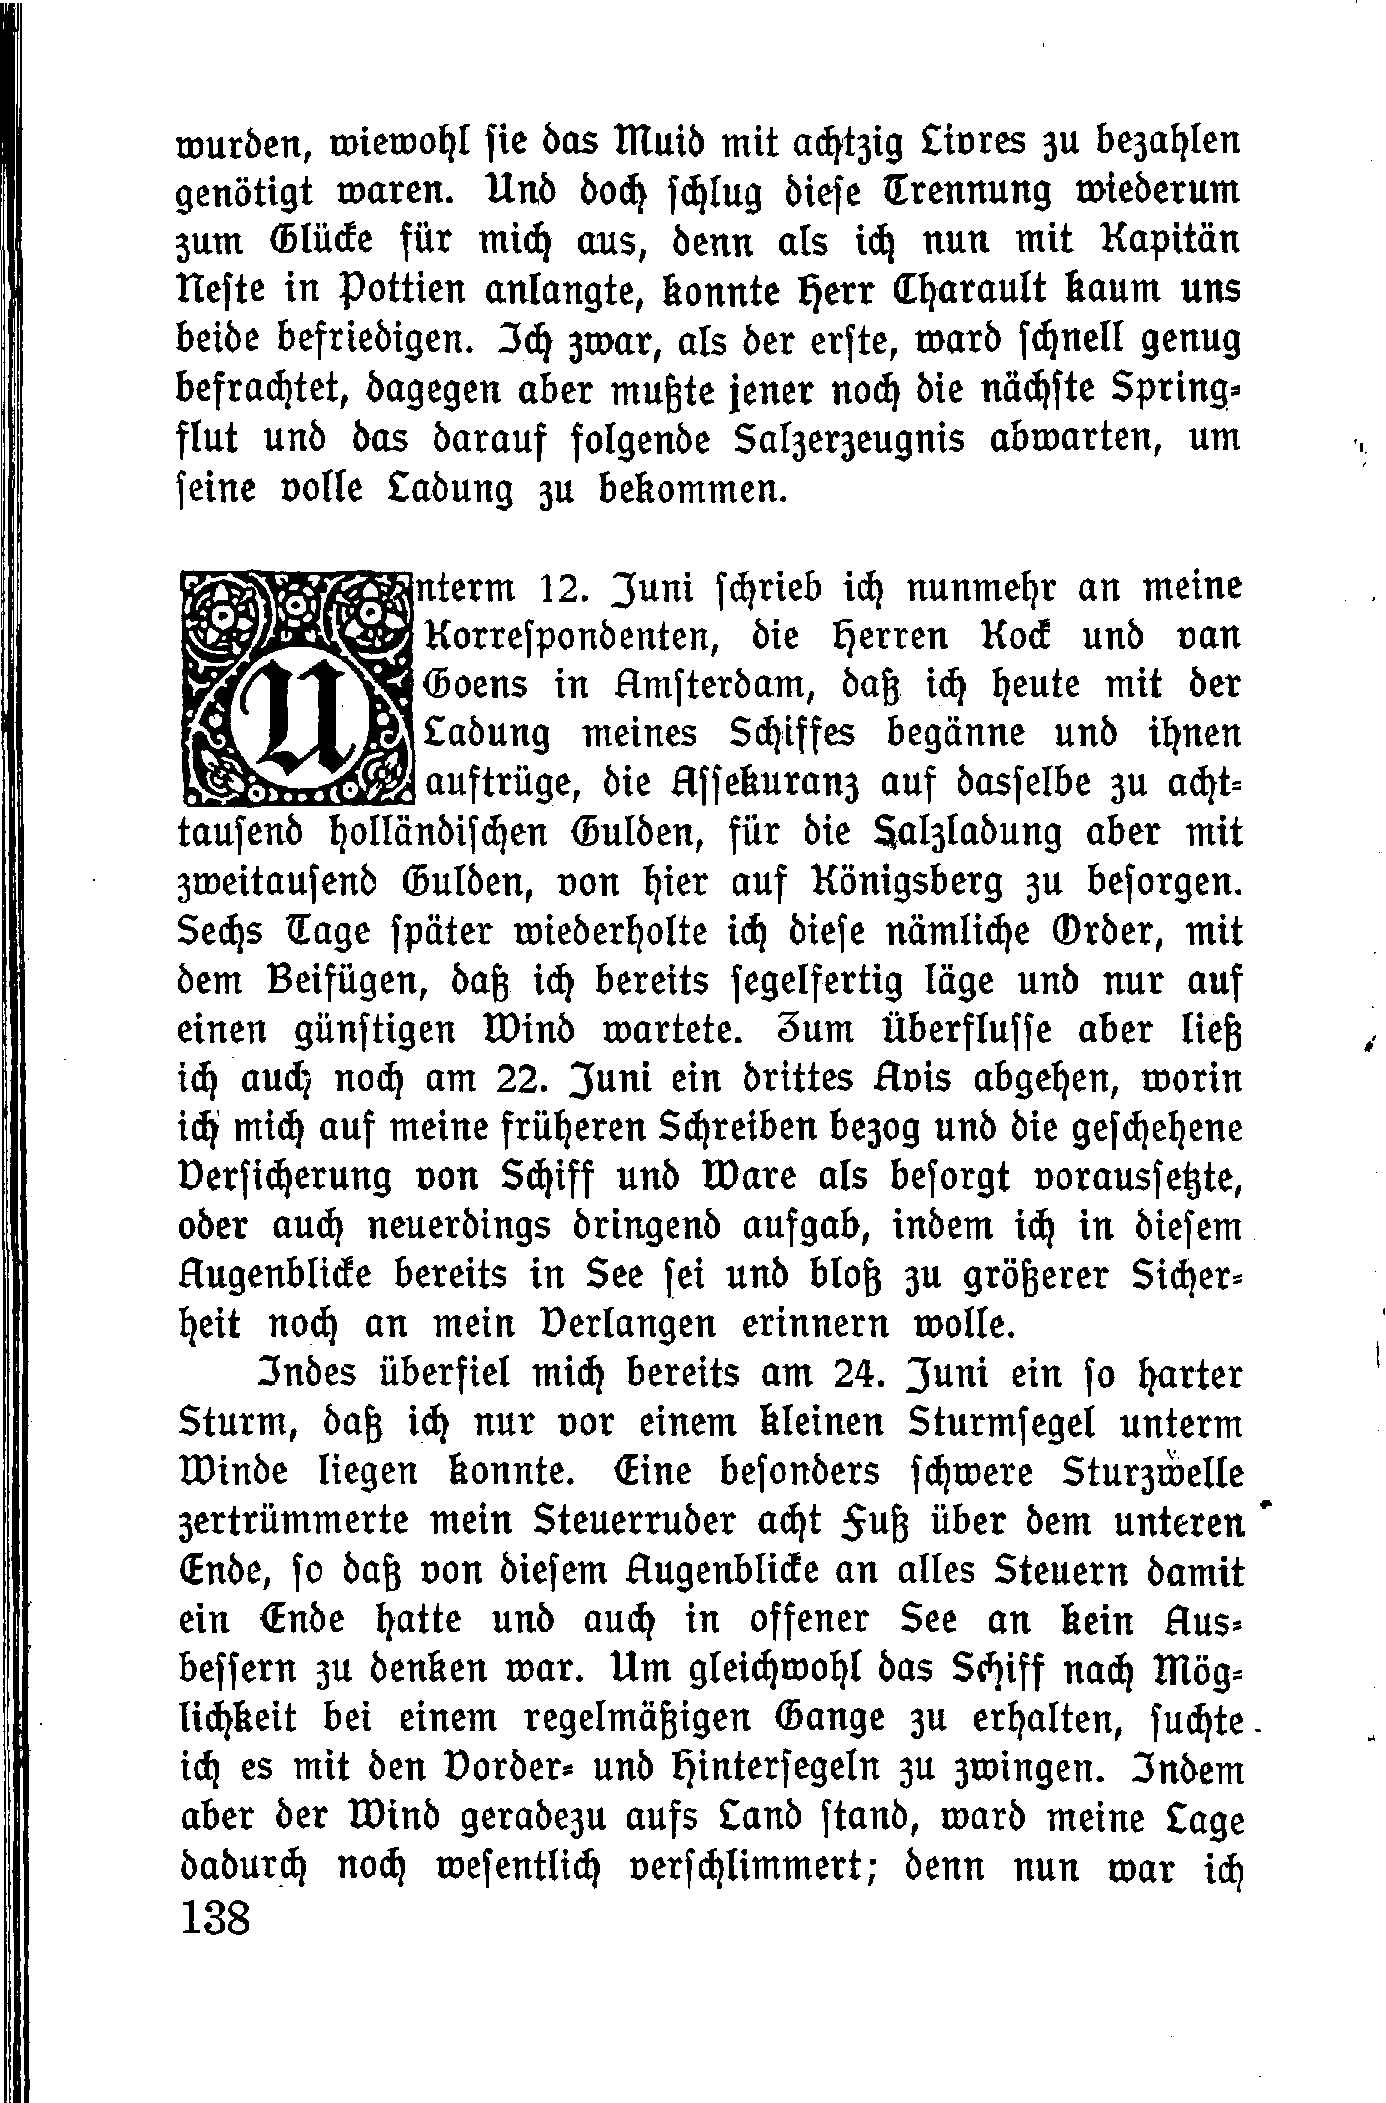 wurden, wiewohl sie das Muid mit achtzig Livres zu bezahlen
genötigt waren. Und doch schlug diese Trennung wiederum
zum Glücke für mich aus, denn als ich nun mit Kapitän
Neste in Pottien anlangte, konnte Herr Charault kaum uns
beide befriedigen. Ich zwar, als der erste, ward schnell genug
befrachtet, dagegen aber mußte jener noch die nächste Spring-
flut und das darauf folgende Salzerzeugnis abwarten, um
seine volle Ladung zu bekommen.
Unterm 12. Juni schrieb ich nunmehr an meine
Korrespondenten, die Herren Kock und van
Goens in Amsterdam, daß ich heute mit der
Ladung meines Schiffes begänne und ihnen
auftrüge, die Assekuranz auf dasselbe zu acht-
tausend holländischen Gulden, für die Salzladung aber mit
zweitausend Gulden, von hier auf Königsberg zu besorgen.
Sechs Tage später wiederholte ich diese nämliche Order, mit
dem Beifügen, daß ich bereits segelfertig läge und nur auf
einen günstigen Wind wartete. Zum Überflusse aber ließ
ich auch noch am 22. Juni ein drittes Avis abgehen, worin
ich mich auf meine früheren Schreiben bezog und die geschehene
Versicherung von Schiff und Ware als besorgt voraussetzte,
oder auch neuerdings dringend aufgab, indem ich in diesem
Augenblicke bereits in See sei und bloß zu größerer Sicher-
heit noch an mein Verlangen erinnern wolle.
Indes überfiel mich bereits am 24. Juni ein so harter
Sturm, daß ich nur vor einem kleinen Sturmsegel unterm
Winde liegen konnte. Eine besonders schwere Sturzwelle
zertrümmerte mein Steuerruder acht Fuß über dem unteren
Ende, so daß von diesem Augenblicke an alles Steuern damit
ein Ende hatte und auch in offener See an kein Aus-
bessern zu denken war. Um gleichwohl das Schiff nach Mög-
lichkeit bei einem regelmäßigen Gange zu erhalten, suchte
ich es mit den Vorder- und Hintersegeln zu zwingen. Indem
aber der Wind geradezu aufs Land stand, ward meine Lage
dadurch noch wesentlich verschlimmert; denn nun war ich
138